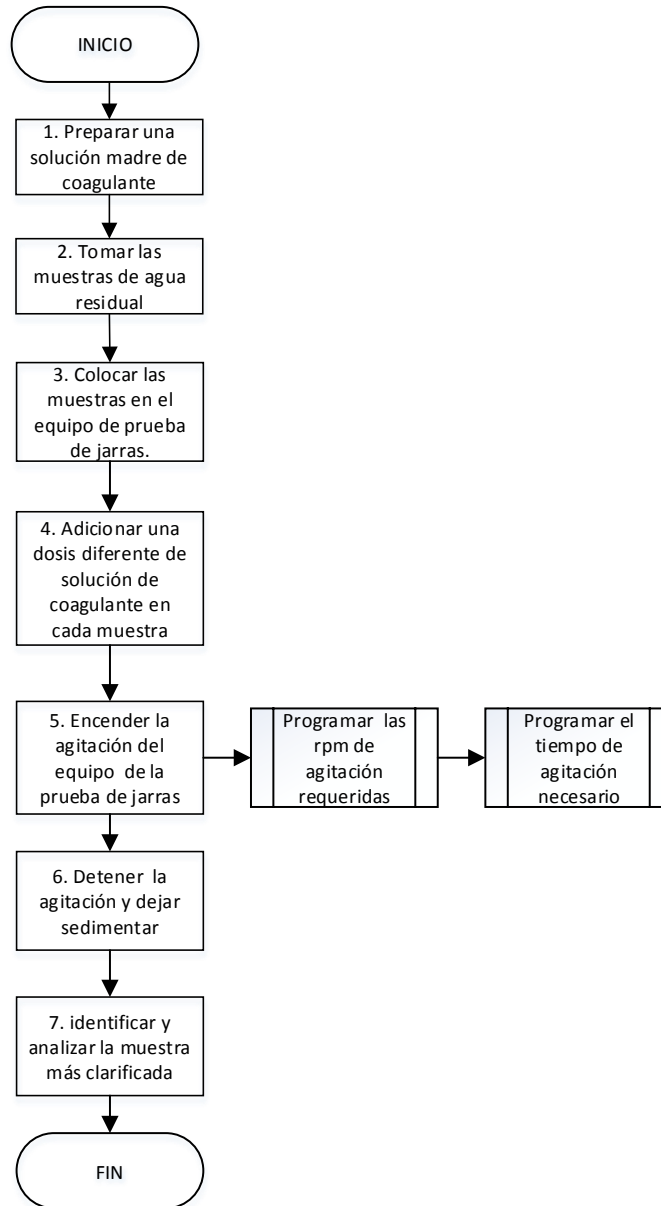 INICIO
1. Preparar una
solución madre de
coagulante
2. Tomar las
muestras de agua
residual
3. Colocar las
muestras en el
equipo de prueba
de jarras.
4. Adicionar una
dosis diferente de
solución de
coagulante en
cada muestra
5. Encender la
agitación del
equipo de la
prueba de jarras
Programar las
rpm de
agitación
requeridas
Programar el
tiempo de
agitación
necesario
6. Detener la
agitación y dejar
sedimentar
7. identificar y
analizar la muestra
más clarificada
FIN